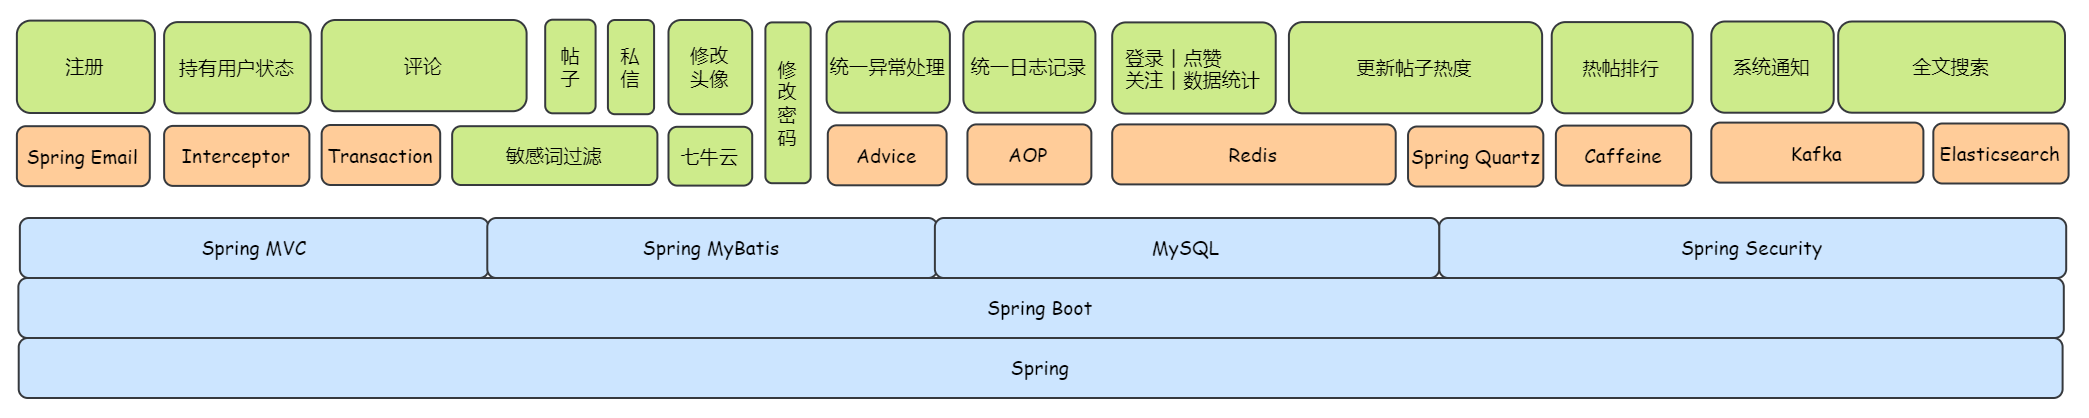 注册
持有用户状态
评论
帖
子
私
信
修改
头像
修
改
密
码
统一异常处理
统一日志记录
登录 | 点赞
关注 | 数据统计
更新帖子热度
热帖排行
系统通知
全文搜索
Spring Email
Interceptor
Transaction
敏感词过滤
七牛云
Advice
AOP
Redis
Spring Quartz
Caffeine
Kafka
Elasticsearch
Spring MVC
Spring MyBatis
MySQL
Spring Security
Spring Boot
Spring